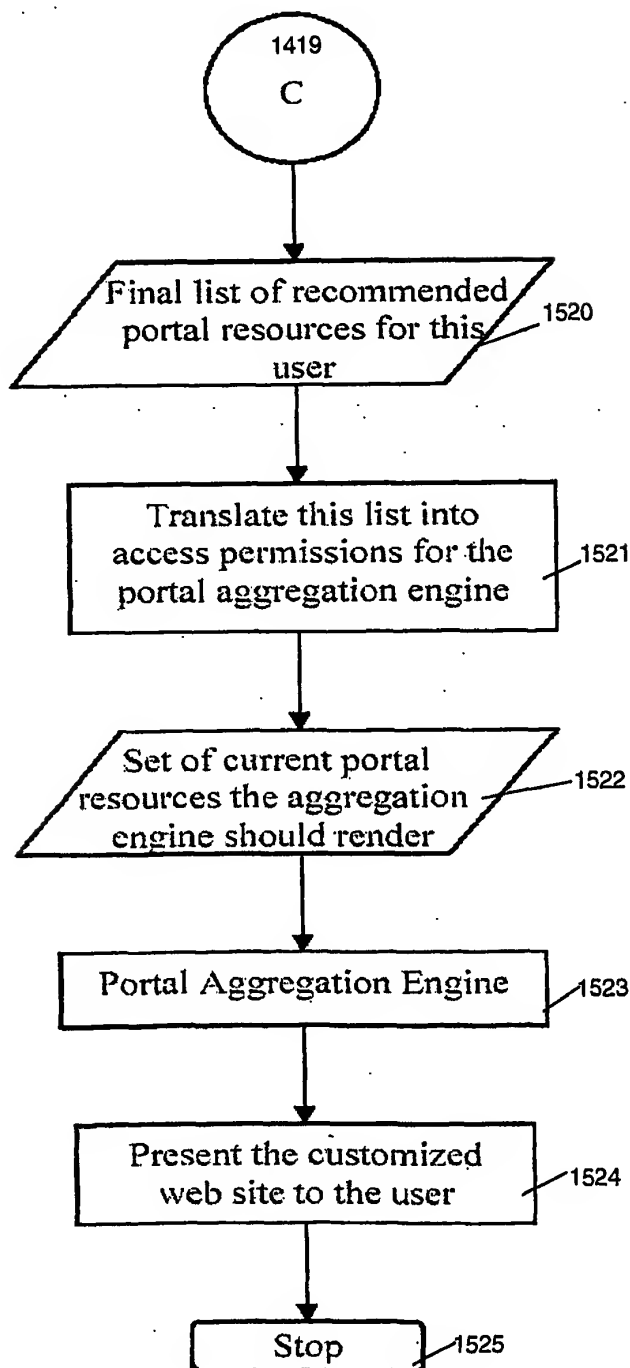 1419
C
Final list of recommended
portal resources for this
user
1520
Translate this list into
access permissions for the
portal aggregation engine
1521
Set of current portal
resources the aggregation
engine should render
1522
Portal Aggregation Engine
1523
Present the customized
web site to the user
1524
Stop
1525